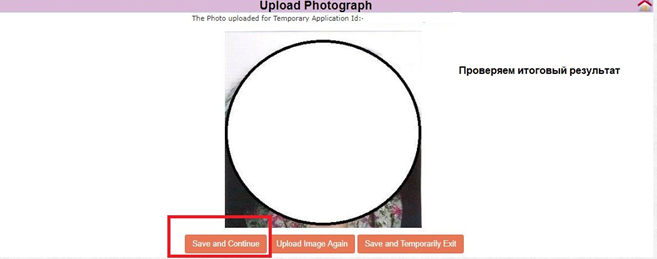 Upload Photograph
The Photo uploaded for Temporary Application Id:-
Проверяем итоговый результат
Save and Continue Upload Image Again Save and Temporarily Exit